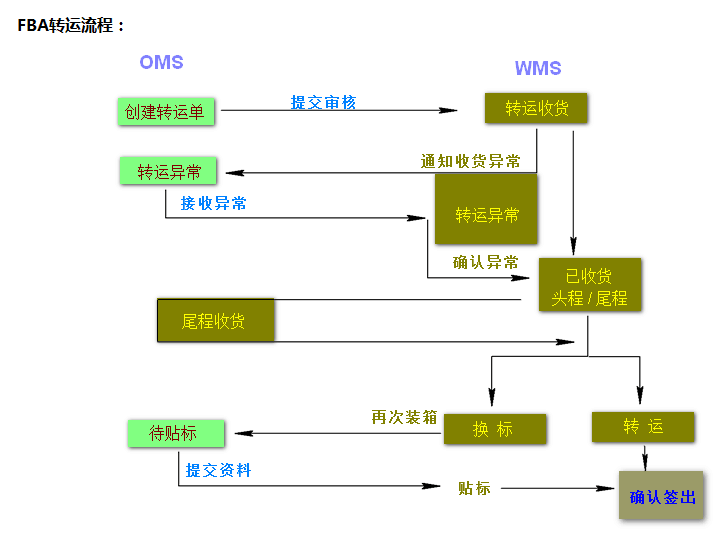 FBA转运流程：
OMS
WMS
创建转运单
提交审核
转运收货
通知收货异常
转运异常
接收异常
转运异常
确认异常
已收货
头程 / 尾程
尾程收货
再次装箱
待贴标
换 标
转 运
提交资料
贴标
确认签出